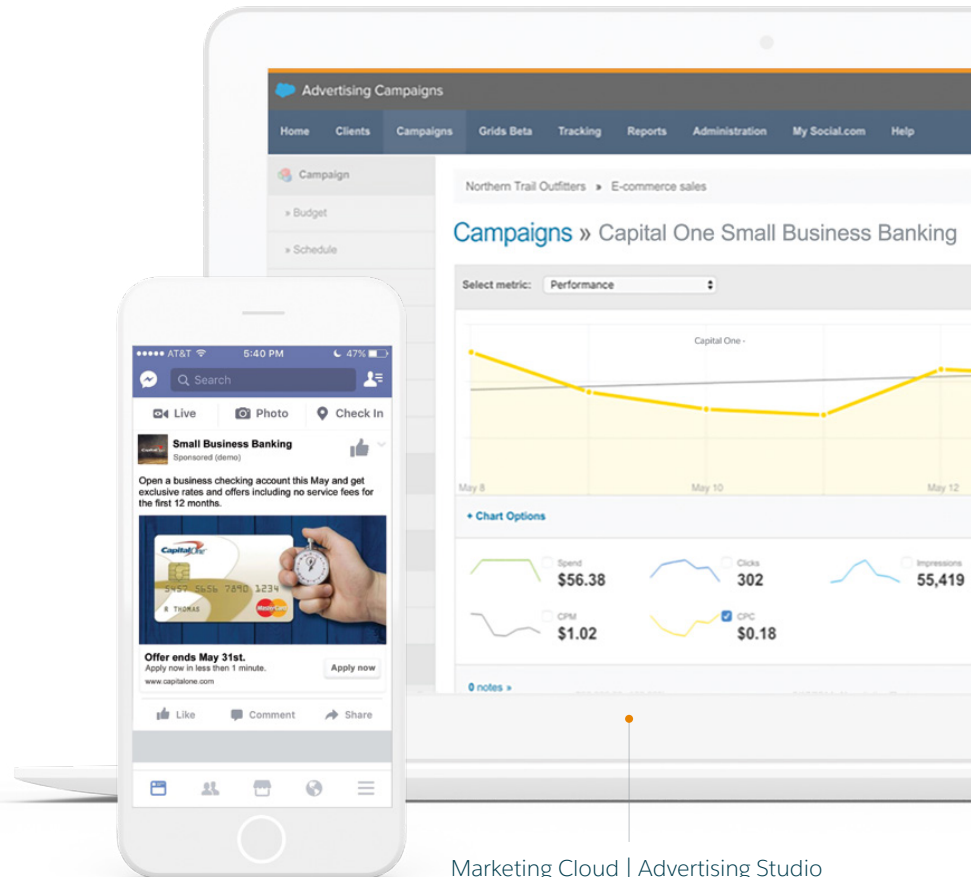 Advertising Campaigns
Home Clients Campaigns Grids Beta Tracking Reports Administration My Social.com Help
Campaign
» Budget
» Schedule
Northern Trail Outfitters » E-commerce sales
Campaigns » Capital One Small Business Banking
Select metric: Performance
Capital One -
May 8 May 10 May 12
+ Chart Options
Spend
$56.38
Clicks
302
Impressions
55,419
CPM
$1.02
CPC
$0.18
0 notes »
AT&T 5:40 PM 47%
Search
Live Photo Check In
Small Business Banking
Sponsored (demo)
Open a business checking account this May and get
exclusive rates and offers including no service fees for
the first 12 months.
CapitalOne
5457 5656 7890 1234
R THOMAS
MasterCard
Offer ends May 31st.
Apply now in less then 1 minute.
www.capitalone.com
Apply now
Like Comment Share
Marketing Cloud | Advertising Studio